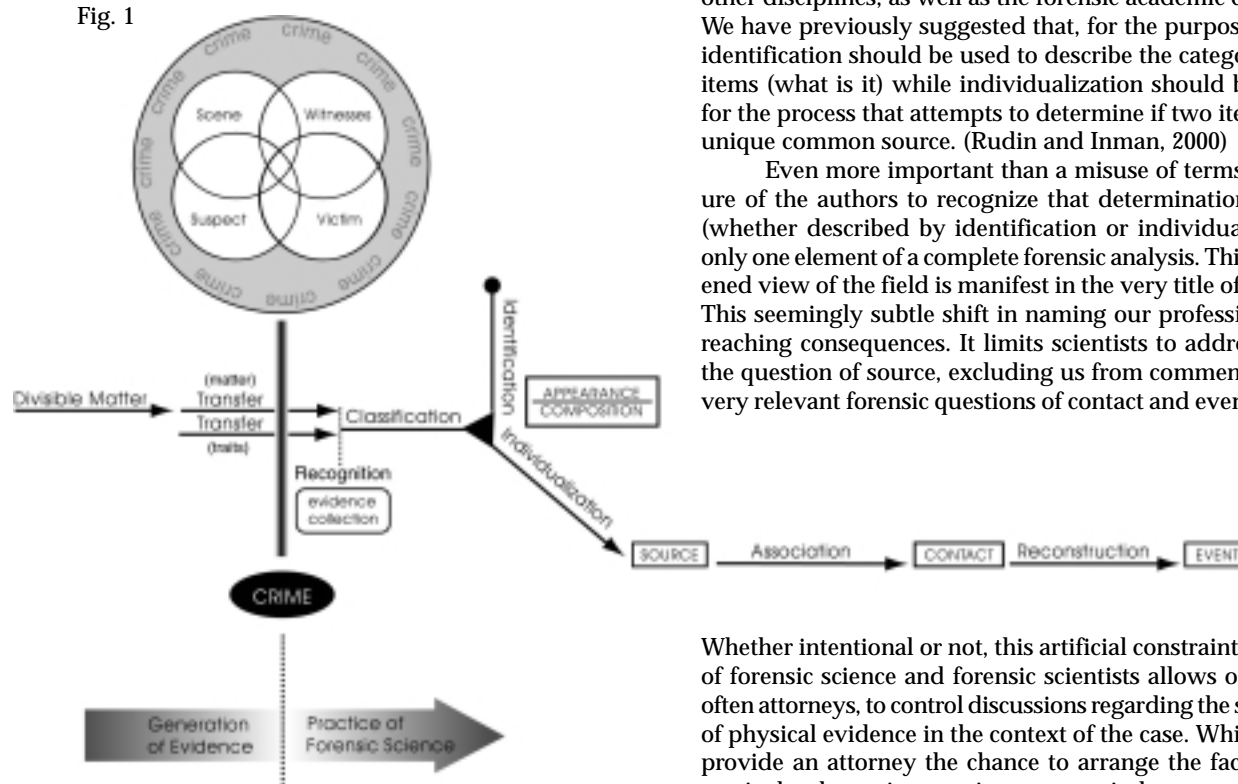 Fig. 1
crime crime crime crime crime crime crime crime crime crime
Scene
Witnesses
Suspect
Victim
Divisible Matter
(matter)
Transfer
Transfer
(traits)
Classification
Recognition
evidence
collection
Identification
APPEARANCE
COMPOSITION
Individualization
SOURCE
Association
CONTACT
Reconstruction
EVENT
CRIME
Generation
of Evidence
Practice of
Forensic Science
We have previously suggested that, for the purpos
identification should be used to describe the catego
items (what is it) while individualization should b
for the process that attempts to determine if two ite
unique common source. (Rudin and Inman, 2000)
Even more important than a misuse of terms
ure of the authors to recognize that determination
(whether described by identification or individua
only one element of a complete forensic analysis. Thi
ened view of the field is manifest in the very title of
This seemingly subtle shift in naming our professi
reaching consequences. It limits scientists to addre
the question of source, excluding us from commen
very relevant forensic questions of contact and even
Whether intentional or not, this artificial constraint
of forensic science and forensic scientists allows o
often attorneys, to control discussions regarding the s
of physical evidence in the context of the case. Whi
provide an attorney the chance to arrange the fac